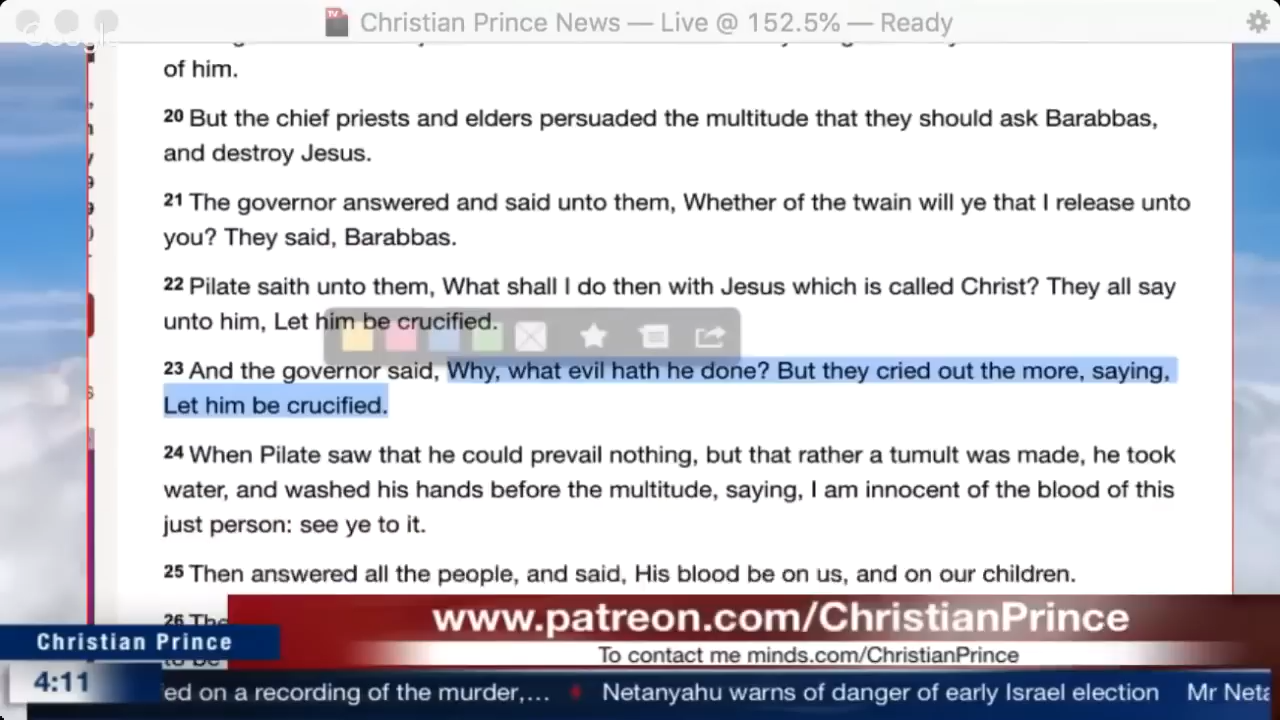 Christian Prince News — Live @ 152.5% — Ready
Google
of him.
20 But the chief priests and elders persuaded the multitude that they should ask Barabbas,
and destroy Jesus.
21 The governor answered and said unto them, Whether of the twain will ye that I release unto
you? They said, Barabbas.
22 Pilate saith unto them, What shall I do then with Jesus which is called Christ? They all say
unto him, Let him be crucified.
23 And the governor said, Why, what evil hath he done? But they cried out the more, saying,
Let him be crucified.
24 When Pilate saw that he could prevail nothing, but that rather a tumult was made, he took
water, and washed his hands before the multitude, saying, I am innocent of the blood of this
just person: see ye to it.
25 Then answered all the people, and said, His blood be on us, and on our children.
26 The
to be
www.patreon.com/ChristianPrince
To contact me minds.com/ChristianPrince
Christian Prince
4:11
ed on a recording of the murder,... Netanyahu warns of danger of early Israel election Mr Neta